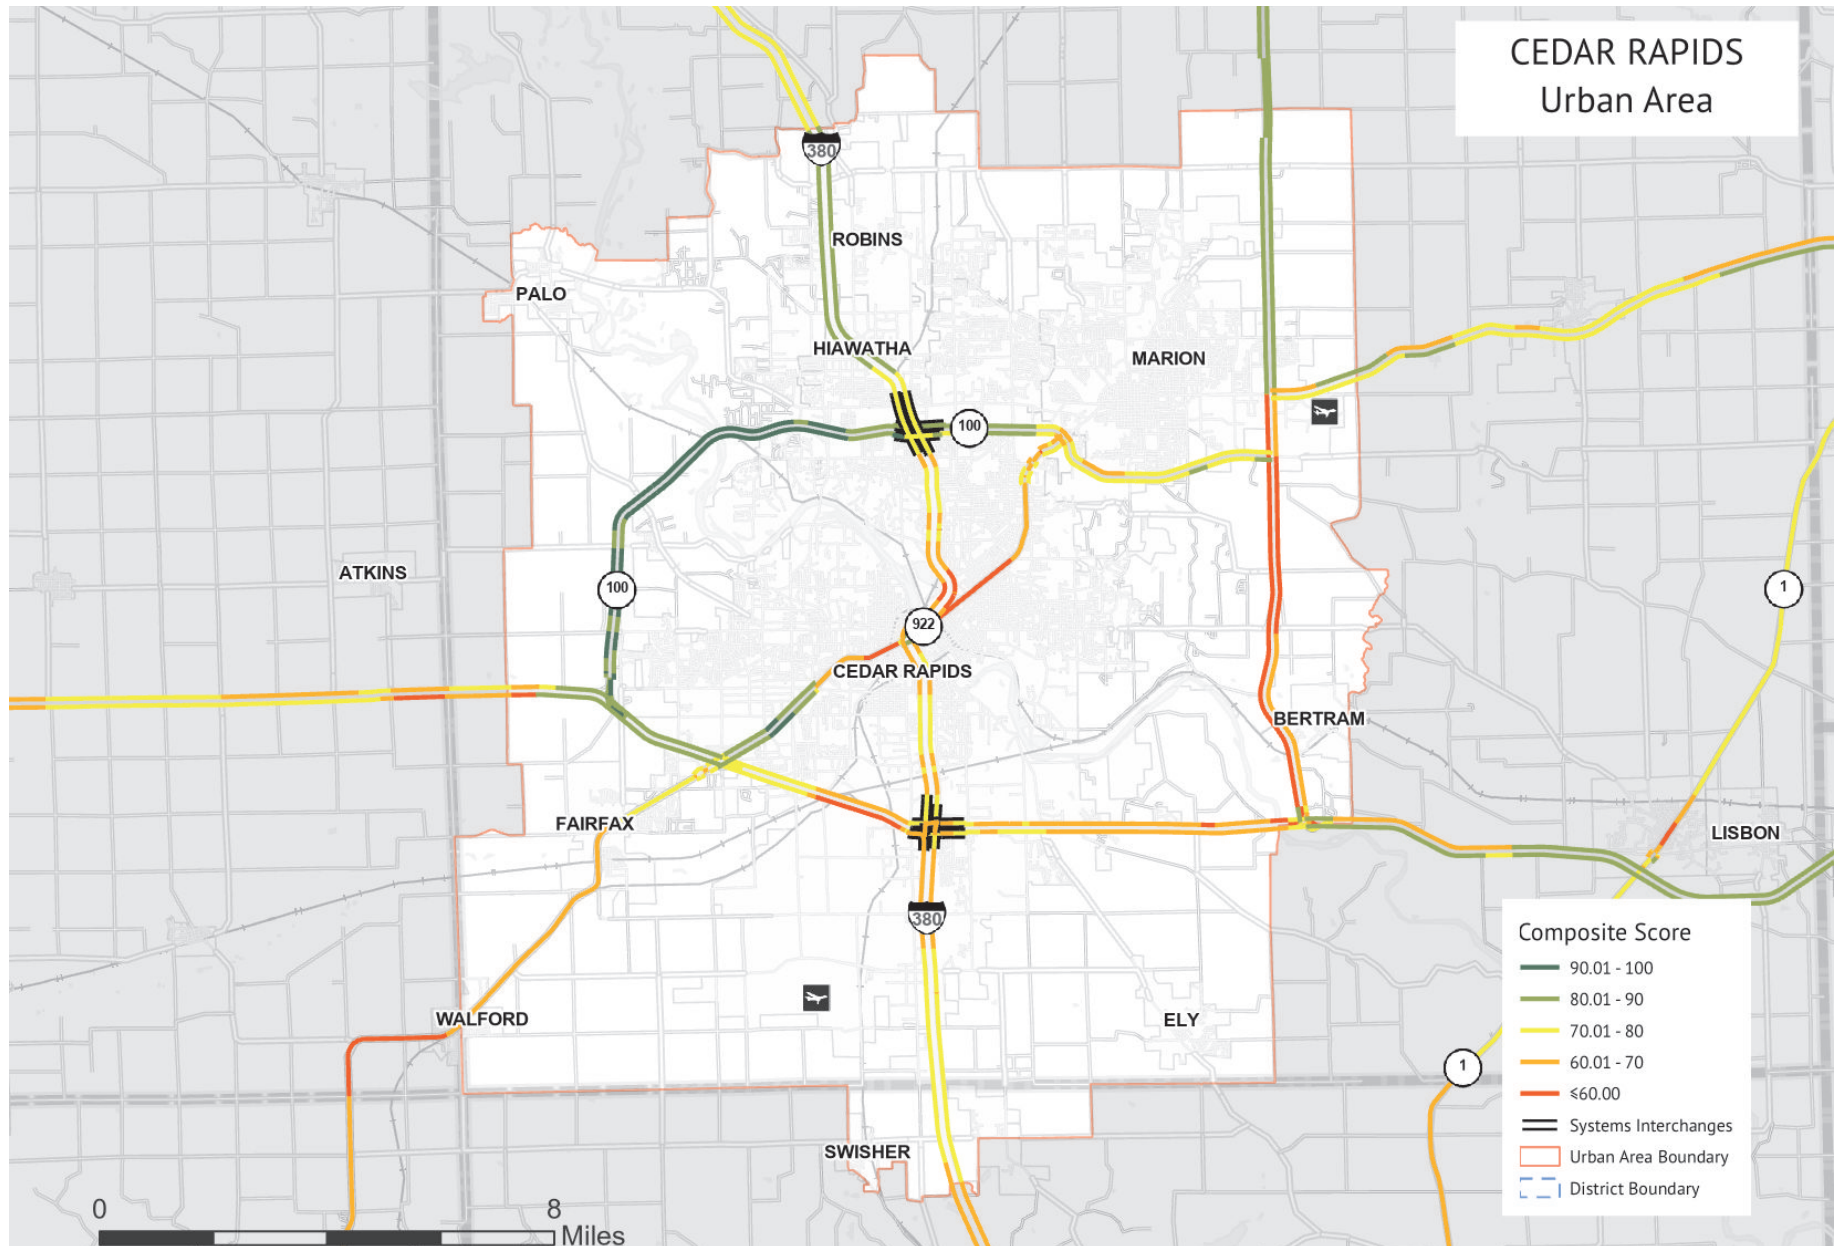 CEDAR RAPIDS
Urban Area
380
ROBINS
PALO
HIAWATHA
MARION
100
ATKINS
100
1
922
CEDAR RAPIDS
BERTRAM
FAIRFAX
LISBON
380
WALFORD
ELY
1
SWISHER
Composite Score
90.01 - 100
80.01 - 90
70.01 - 80
60.01 - 70
≤60.00
Systems Interchanges
Urban Area Boundary
District Boundary
0 8
Miles